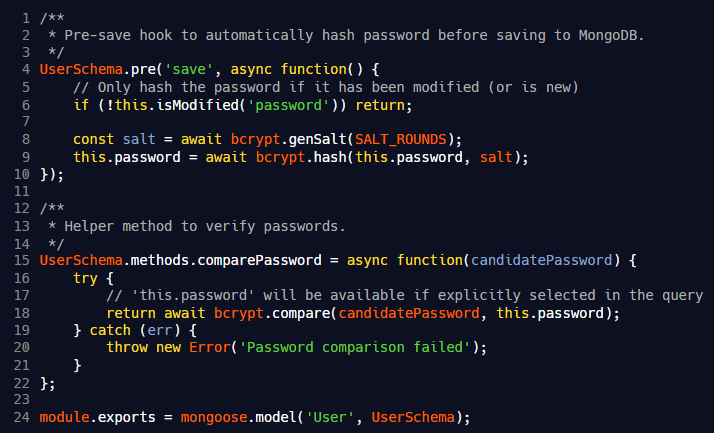 1 /**
2  * Pre-save hook to automatically hash password before saving to MongoDB.
3  */
4 UserSchema.pre('save', async function() {
5     // Only hash the password if it has been modified (or is new)
6     if (!this.isModified('password')) return;
7
8     const salt = await bcrypt.genSalt(SALT_ROUNDS);
9     this.password = await bcrypt.hash(this.password, salt);
10 });
11
12 /**
13  * Helper method to verify passwords.
14  */
15 UserSchema.methods.comparePassword = async function(candidatePassword) {
16     try {
17         // 'this.password' will be available if explicitly selected in the query
18         return await bcrypt.compare(candidatePassword, this.password);
19     } catch (err) {
20         throw new Error('Password comparison failed');
21     }
22 };
23
24 module.exports = mongoose.model('User', UserSchema);